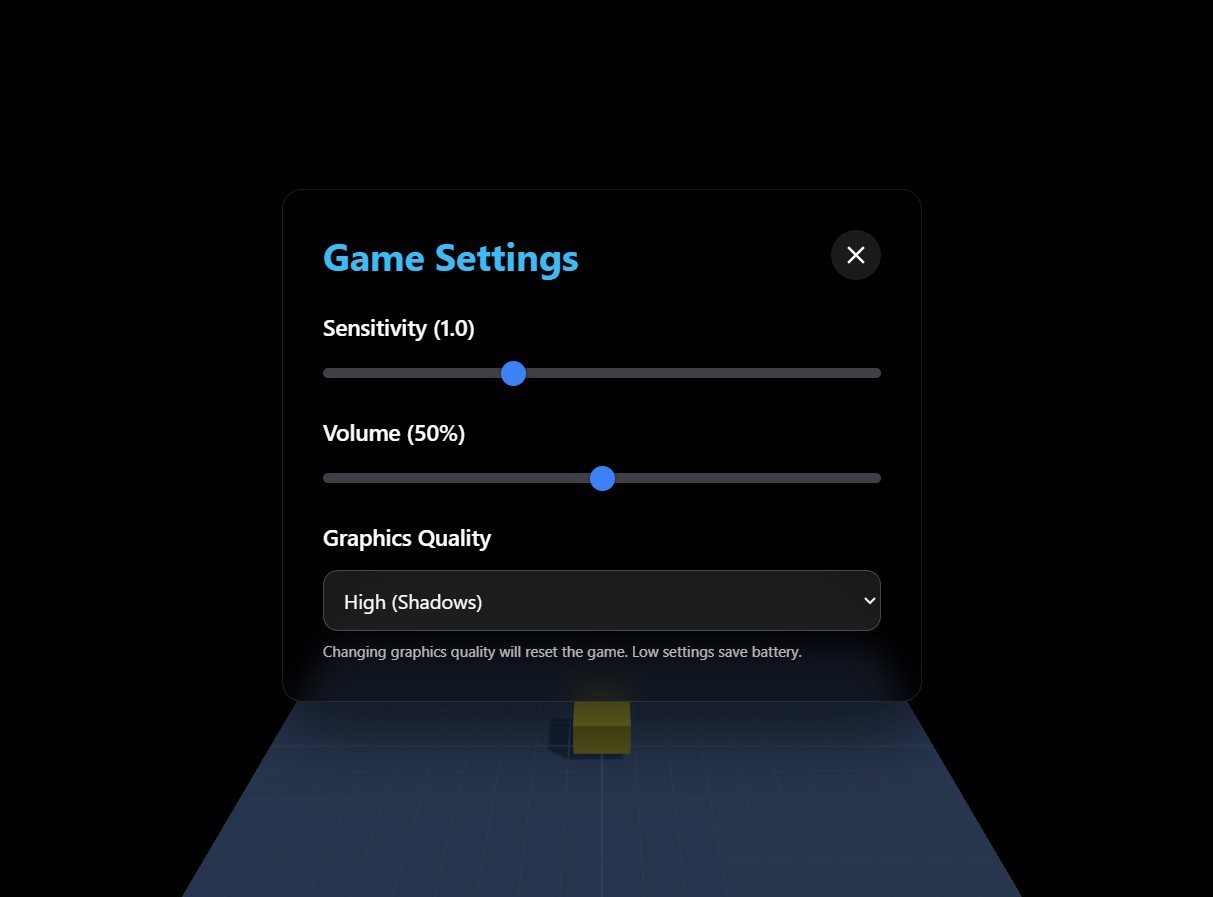 Game Settings
Sensitivity (1.0)
Volume (50%)
Graphics Quality
High (Shadows)
Changing graphics quality will reset the game. Low settings save battery.